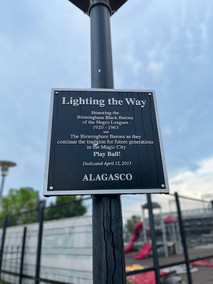 Lighting the Way
Honoring the
Birmingham Black Barons
of the Negro Leagues
1920 - 1963
and
The Birmingham Barons as they
continue the tradition for future generations
in the Magic City
Play Ball!
Dedicated April 12, 2013
ALAGASCO